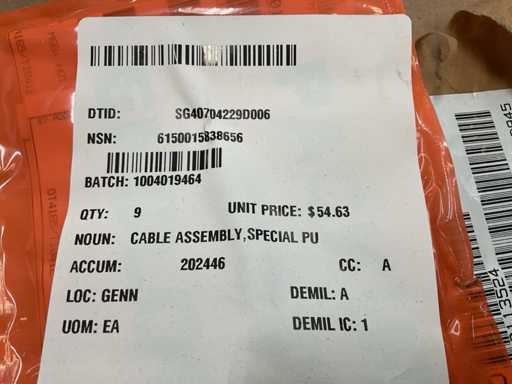 DTID: SG40704229D006
NSN: 6150015838656
BATCH: 1004019464
QTY: 9 UNIT PRICE: $54.63
NOUN: CABLE ASSEMBLY,SPECIAL PU
ACCUM: 202446 CC: A
LOC: GENN DEMIL: A
UOM: EA DEMIL IC: 1